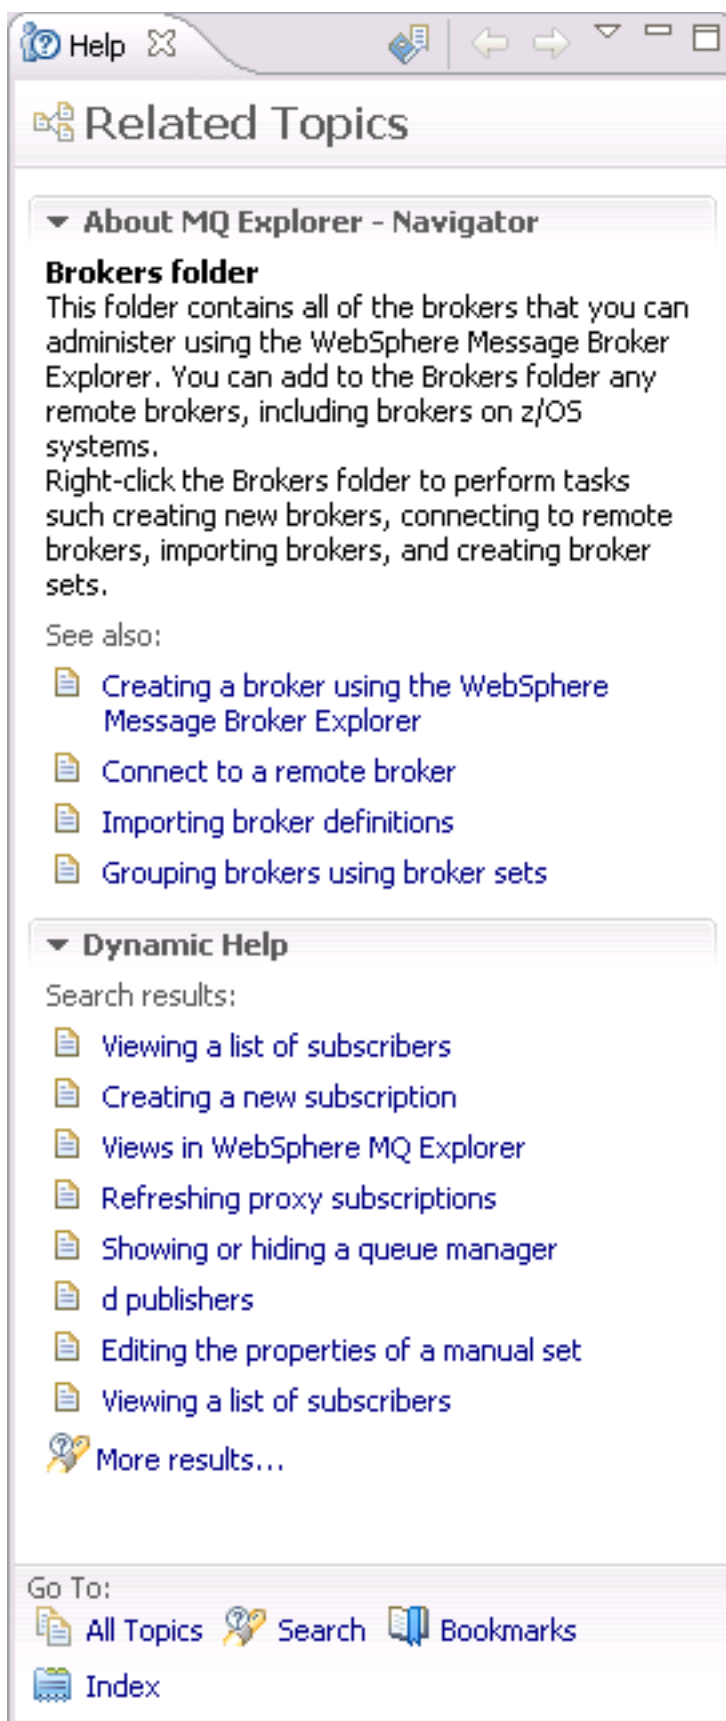 Help
Related Topics
About MQ Explorer - Navigator
Brokers folder
This folder contains all of the brokers that you can
administer using the WebSphere Message Broker
Explorer. You can add to the Brokers folder any
remote brokers, including brokers on z/OS
systems.
Right-click the Brokers folder to perform tasks
such creating new brokers, connecting to remote
brokers, importing brokers, and creating broker
sets.
See also:
Creating a broker using the WebSphere
Message Broker Explorer
Connect to a remote broker
Importing broker definitions
Grouping brokers using broker sets
Dynamic Help
Search results:
Viewing a list of subscribers
Creating a new subscription
Views in WebSphere MQ Explorer
Refreshing proxy subscriptions
Showing or hiding a queue manager
d publishers
Editing the properties of a manual set
Viewing a list of subscribers
More results...
Go To:
All Topics Search Bookmarks
Index